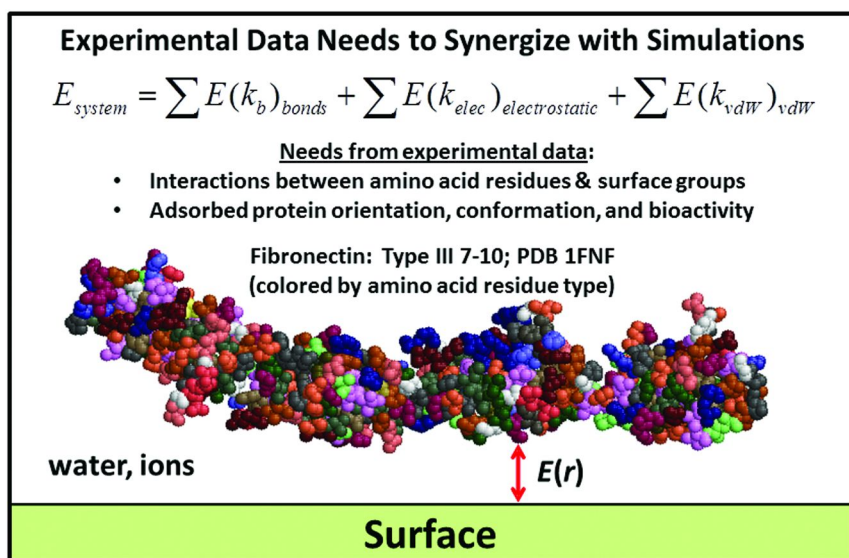 Experimental Data Needs to Synergize with Simulations
E_system = ∑ E(k_b)_bonds + ∑ E(k_elec)_electrostatic + ∑ E(k_vdW)_vdW
Needs from experimental data:
• Interactions between amino acid residues & surface groups
• Adsorbed protein orientation, conformation, and bioactivity
Fibronectin: Type III 7-10; PDB 1FNF
(colored by amino acid residue type)
water, ions
E(r)
Surface